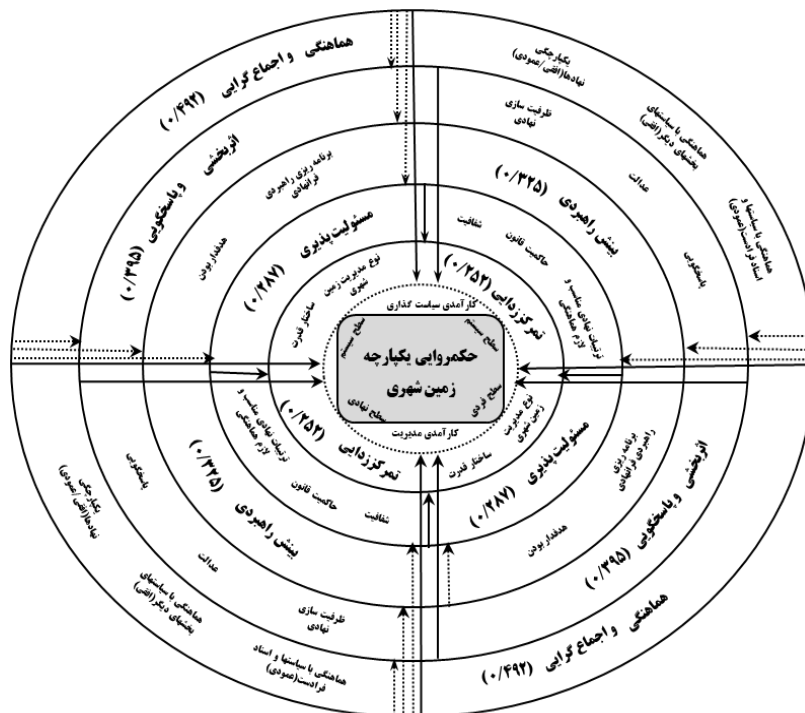 هماهنگی و اجماع گرایی (۰/۴۹۲)
یکپارچگی
نهادها(افقی/عمودی)
هماهنگی با سیاستهای
بخشهای دیگر(افقی)
هماهنگی با سیاستها و
اسناد فرادست(عمودی)
اثربخشی و پاسخگویی (۰/۳۹۵)
ظرفیت سازی
نهادی
عدالت
پاسخگویی
برنامه ریزی راهبردی
فرانهادی
هدفدار بودن
بینش راهبردی (۰/۳۲۵)
مسئولیت‌پذیری (۰/۲۸۷)
شفافیت
حاکمیت قانون
ترتیبات نهادی مناسب و
لازم هماهنگی
نوع مدیریت زمین
شهری
ساختار قدرت
تمرکززدایی (۰/۲۵۲)
کارآمدی سیاست گذاری
سطح سیستم
سطح سیستم
حکمروایی یکپارچه
زمین شهری
سطح فردی
سطح نهادی
کارآمدی مدیریت
نوع مدیریت
زمین شهری
ساختار قدرت
تمرکززدایی (۰/۲۵۲)
ترتیبات نهادی مناسب و
لازم هماهنگی
حاکمیت قانون
شفافیت
مسئولیت‌پذیری (۰/۲۸۷)
بینش راهبردی (۰/۳۲۵)
برنامه ریزی
راهبردی فرانهادی
هدفدار بودن
پاسخگویی
عدالت
ظرفیت سازی
نهادی
اثربخشی و پاسخگویی (۰/۳۹۵)
یکپارچگی
نهادها(افقی/عمودی)
هماهنگی با سیاستهای
بخشهای دیگر(افقی)
هماهنگی با سیاستها و اسناد
فرادست(عمودی)
هماهنگی و اجماع گرایی (۰/۴۹۲)